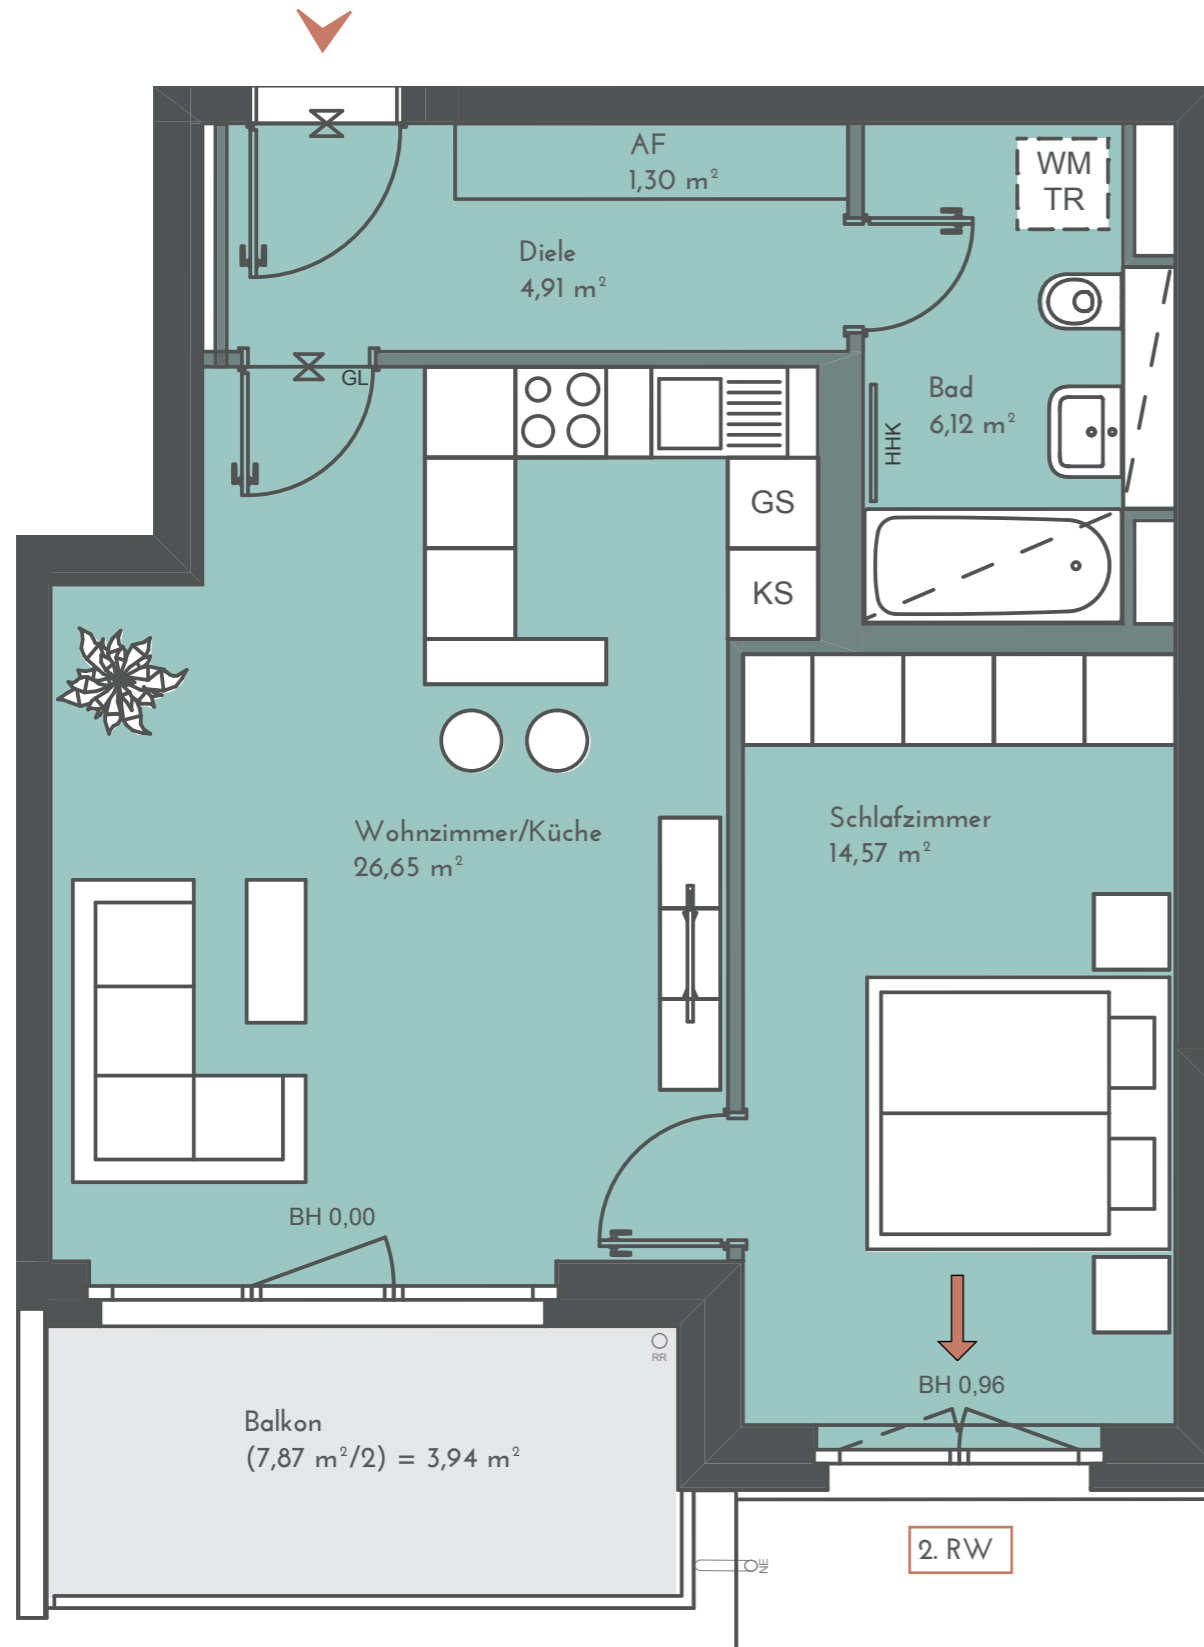 AF
1,30 m²
WM
TR
Diele
4,91 m²
GL
Bad
6,12 m²
HHK
GS
KS
Wohnzimmer/Küche
26,65 m²
Schlafzimmer
14,57 m²
BH 0,00
RR
BH 0,96
Balkon
(7,87 m²/2) = 3,94 m²
2. RW
NE